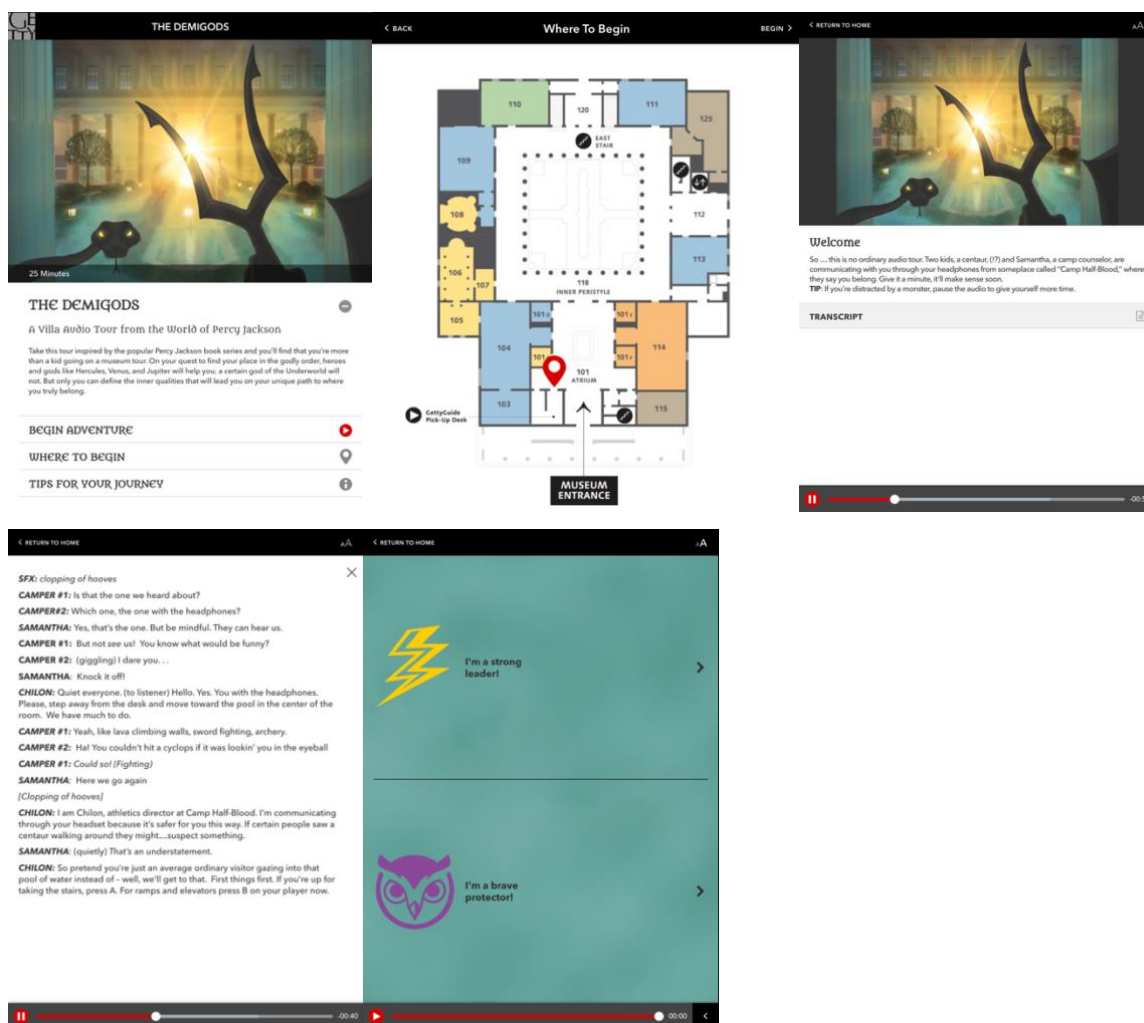 GE
TTY
THE DEMIGODS
25 Minutes
THE DEMIGODS
A Villa Audio Tour from the World of Percy Jackson
Take this tour inspired by the popular Percy Jackson book series and you'll find that you're more
than a kid going on a museum tour. On your quest to find your place in the godly order, heroes
and gods like Hercules, Venus, and Jupiter will help you; a certain god of the Underworld will
not. But only you can define the inner qualities that will lead you on your unique path to where
you truly belong.
BEGIN ADVENTURE
WHERE TO BEGIN
TIPS FOR YOUR JOURNEY
< BACK
Where To Begin
BEGIN >
110
120
111
125
EAST
STAIR
109
108
112
106
107
113
118
INNER PERISTYLE
105
104
114
101
ATRIUM
103
115
GettyGuide
Pick-Up Desk
MUSEUM
ENTRANCE
< RETURN TO HOME
AA
Welcome
So … this is no ordinary audio tour. Two kids, a centaur, (!?) and Samantha, a camp counselor, are
communicating with you through your headphones from someplace called "Camp Half-Blood," where
they say you belong. Give it a minute, it'll make sense soon.
TIP: If you're distracted by a monster, pause the audio to give yourself more time.
TRANSCRIPT
< RETURN TO HOME
AA
SFX: clopping of hooves
CAMPER #1: Is that the one we heard about?
CAMPER#2: Which one, the one with the headphones?
SAMANTHA: Yes, that's the one. But be mindful. They can hear us.
CAMPER #1: But not see us! You know what would be funny?
CAMPER #2: (giggling) I dare you. . .
SAMANTHA: Knock it off!
CHILON: Quiet everyone. (to listener) Hello. Yes. You with the headphones.
Please, step away from the desk and move toward the pool in the center of the
room. We have much to do.
CAMPER #1: Yeah, like lava climbing walls, sword fighting, archery.
CAMPER #2: Ha! You couldn't hit a cyclops if it was lookin' you in the eyeball
CAMPER #1: Could so! (Fighting)
SAMANTHA: Here we go again
[Clopping of hooves]
CHILON: I am Chilon, athletics director at Camp Half-Blood. I'm communicating
through your headset because it's safer for you this way. If certain people saw a
centaur walking around they might…suspect something.
SAMANTHA: (quietly) That's an understatement.
CHILON: So pretend you're just an average ordinary visitor gazing into that
pool of water instead of – well, we'll get to that. First things first. If you're up for
taking the stairs, press A. For ramps and elevators press B on your player now.
-00:40
< RETURN TO HOME
AA
I'm a strong
leader!
I'm a brave
protector!
00:00